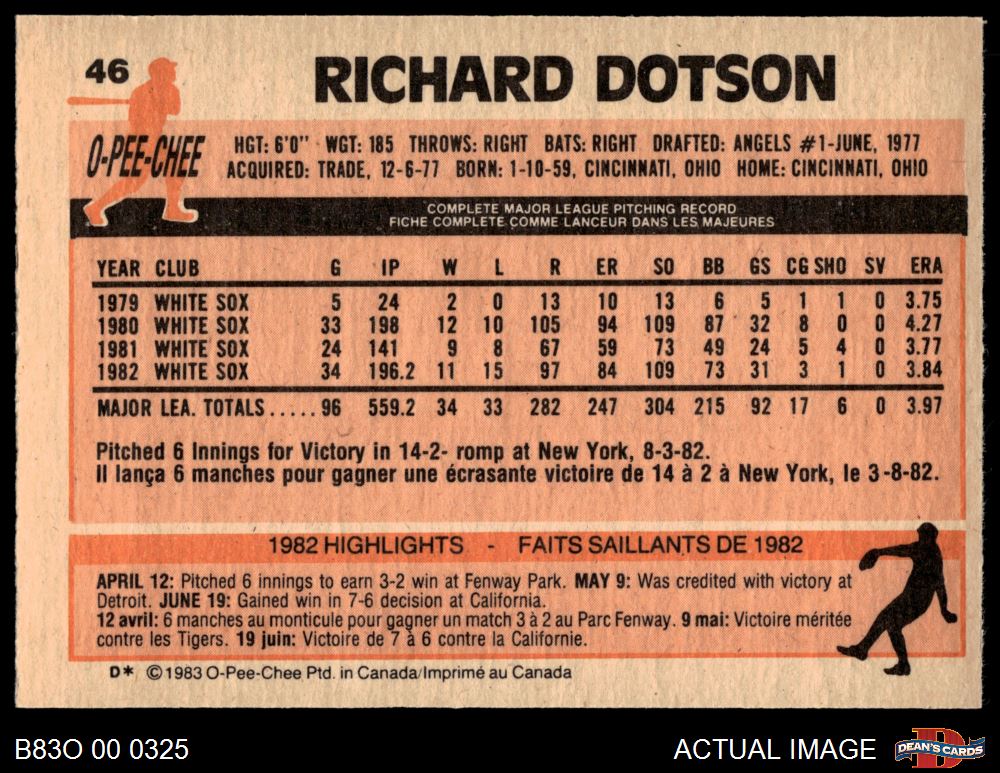 46
RICHARD DOTSON
O-PEE-CHEE
HGT: 6'0" WGT: 185 THROWS: RIGHT BATS: RIGHT DRAFTED: ANGELS #1-JUNE, 1977
ACQUIRED: TRADE, 12-6-77 BORN: 1-10-59, CINCINNATI, OHIO HOME: CINCINNATI, OHIO
COMPLETE MAJOR LEAGUE PITCHING RECORD
FICHE COMPLETE COMME LANCEUR DANS LES MAJEURES
YEAR CLUB G IP W L R ER SO BB GS CG SHO SV ERA
1979 WHITE SOX 5 24 2 0 13 10 13 6 5 1 1 0 3.75
1980 WHITE SOX 33 198 12 10 105 94 109 87 32 8 0 0 4.27
1981 WHITE SOX 24 141 9 8 67 59 73 49 24 5 4 0 3.77
1982 WHITE SOX 34 196.2 11 15 97 84 109 73 31 3 1 0 3.84
MAJOR LEA. TOTALS.....96 559.2 34 33 282 247 304 215 92 17 6 0 3.97
Pitched 6 Innings for Victory in 14-2- romp at New York, 8-3-82.
Il lança 6 manches pour gagner une écrasante victoire de 14 à 2 à New York, le 3-8-82.
1982 HIGHLIGHTS - FAITS SAILLANTS DE 1982
APRIL 12: Pitched 6 innings to earn 3-2 win at Fenway Park. MAY 9: Was credited with victory at
Detroit. JUNE 19: Gained win in 7-6 decision at California.
12 avril: 6 manches au monticule pour gagner un match 3 à 2 au Parc Fenway. 9 mai: Victoire méritée
contre les Tigers. 19 juin: Victoire de 7 à 6 contre la Californie.
D* © 1983 O-Pee-Chee Ptd. in Canada/Imprimé au Canada
B83O 00 0325
ACTUAL IMAGE
D
DEAN'S CARDS